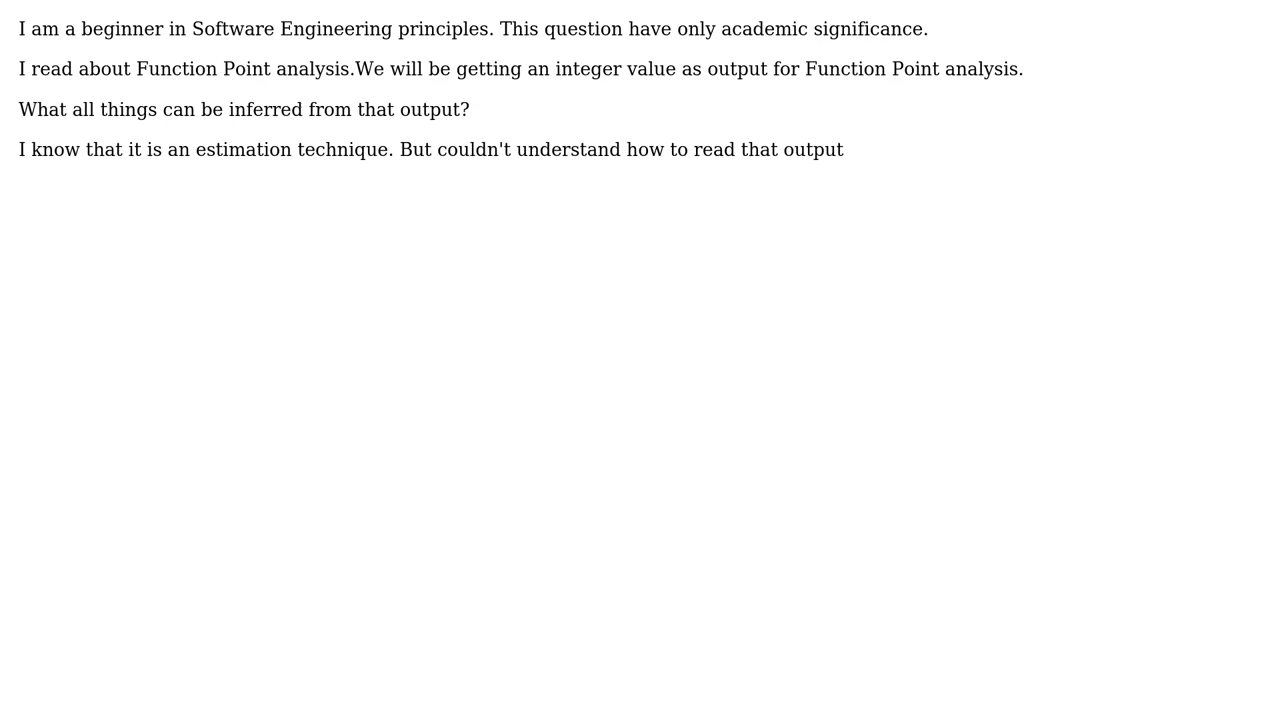 I am a beginner in Software Engineering principles. This question have only academic significance.
I read about Function Point analysis.We will be getting an integer value as output for Function Point analysis.
What all things can be inferred from that output?
I know that it is an estimation technique. But couldn't understand how to read that output